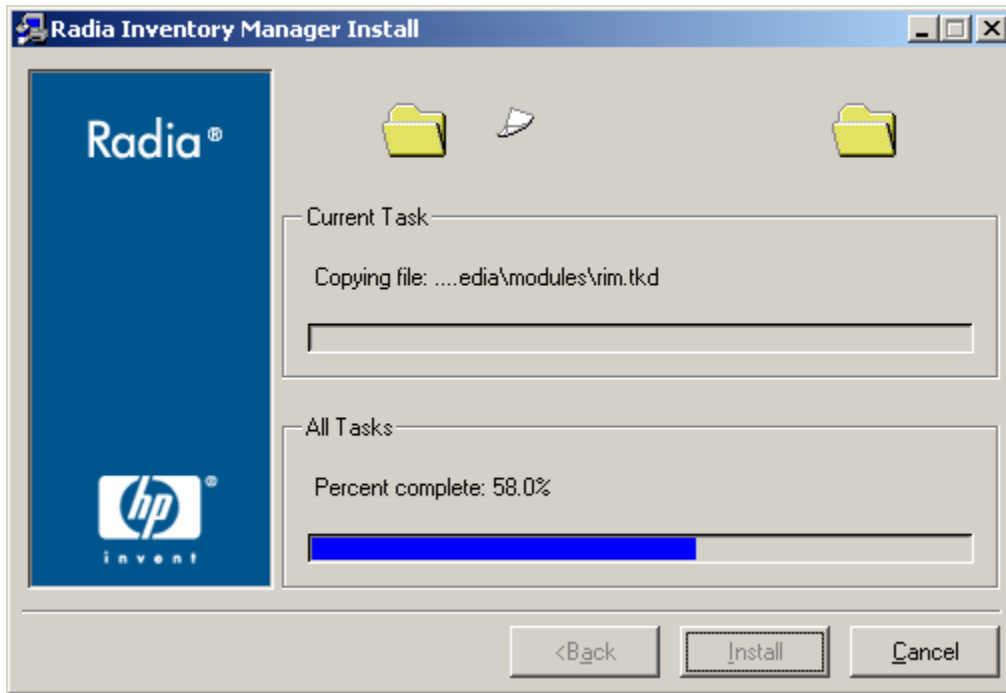 Radia Inventory Manager Install
Radia®
Current Task
Copying file: ....edia\modules\rim.tkd
All Tasks
Percent complete: 58.0%
hp®
invent
<Back
Install
Cancel